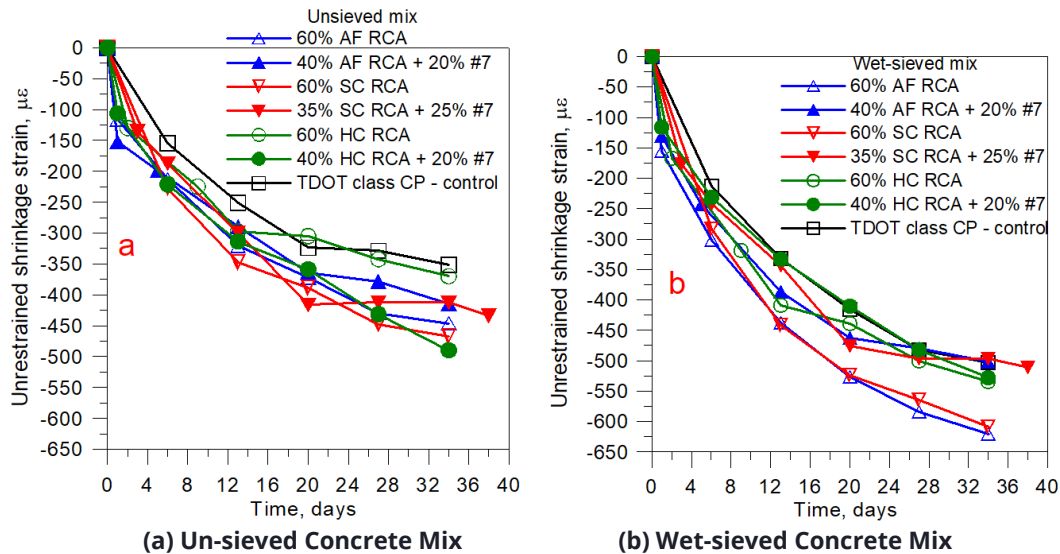 Unsieved mix
60% AF RCA
40% AF RCA + 20% #7
60% SC RCA
35% SC RCA + 25% #7
60% HC RCA
40% HC RCA + 20% #7
TDOT class CP - control
a
Unrestrained shrinkage strain, με
0
-50
-100
-150
-200
-250
-300
-350
-400
-450
-500
-550
-600
-650
0 4 8 12 16 20 24 28 32 36 40
Time, days
(a) Un-sieved Concrete Mix
Wet-sieved mix
60% AF RCA
40% AF RCA + 20% #7
60% SC RCA
35% SC RCA + 25% #7
60% HC RCA
40% HC RCA + 20% #7
TDOT class CP - control
b
Unrestrained shrinkage strain, με
0
-50
-100
-150
-200
-250
-300
-350
-400
-450
-500
-550
-600
-650
0 4 8 12 16 20 24 28 32 36
Time, days
(b) Wet-sieved Concrete Mix